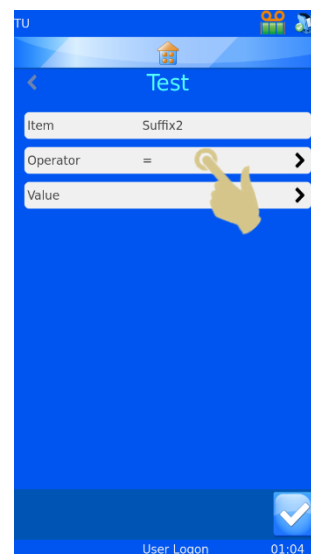 TU
Test
Item Suffix2
Operator =
Value
User Logon 01:04